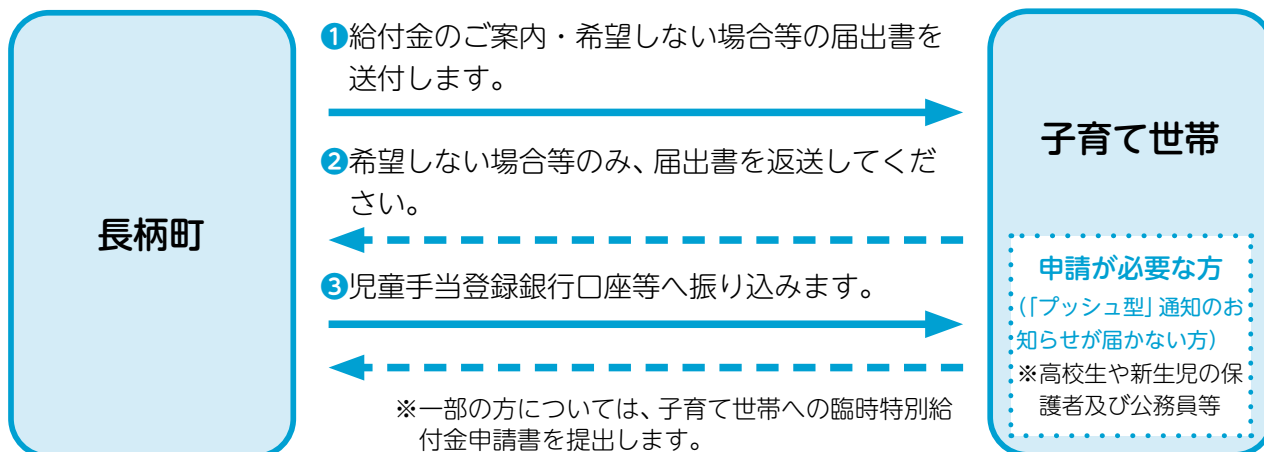 長柄町
❶給付金のご案内・希望しない場合等の届出書を
送付します。
❷希望しない場合等のみ、届出書を返送してくだ
さい。
❸児童手当登録銀行口座等へ振り込みます。
※一部の方については、子育て世帯への臨時特別給
付金申請書を提出します。
子育て世帯
申請が必要な方
(「プッシュ型」通知のお
知らせが届かない方)
※高校生や新生児の保
護者及び公務員等